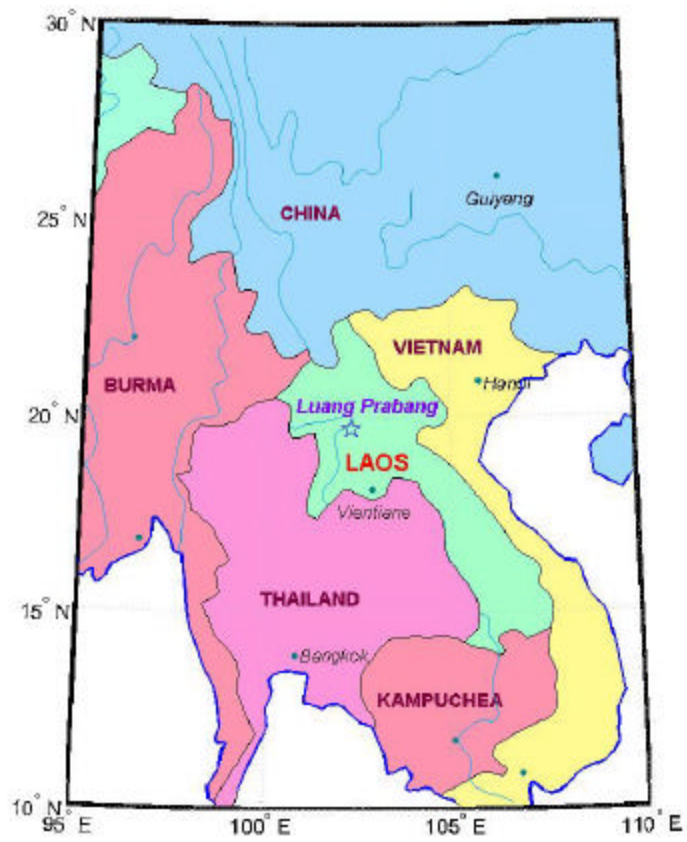 30° N
25° N
CHINA
Guiyang
VIETNAM
BURMA
Hanoi
20° N
Luang Prabang
LAOS
Vientiane
THAILAND
15° N
Bangkok
KAMPUCHEA
10° N
95° E
100° E
105° E
110° E